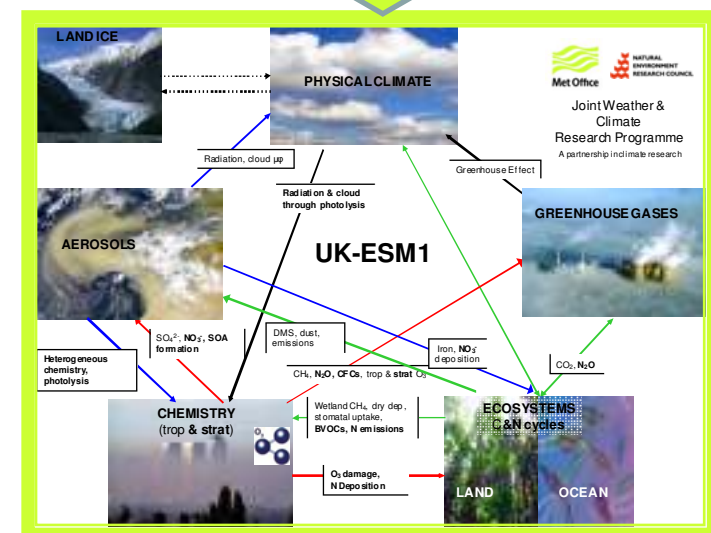 LAND ICE
PHYSICAL CLIMATE
Met Office
NATURAL
ENVIRONMENT
RESEARCH COUNCIL
Joint Weather &
Climate
Research Programme
A partnership in climate research
Radiation, cloud μp
Greenhouse Effect
Radiation & cloud
through photolysis
GREENHOUSE GASES
AEROSOLS
UK-ESM1
SO₄²⁻, NO₃⁻, SOA
formation
DMS, dust,
emissions
Iron, NO₃⁻
deposition
Heterogeneous
chemistry,
photolysis
CO₂, N₂O
CH₄, N₂O, CFCs, trop & strat O₃
CHEMISTRY
(trop & strat)
O₃
Wetland CH₄, dry dep,
stomatal uptake,
BVOCs, N emissions
ECOSYSTEMS
C&N cycles
O₃ damage,
N Deposition
LAND
OCEAN